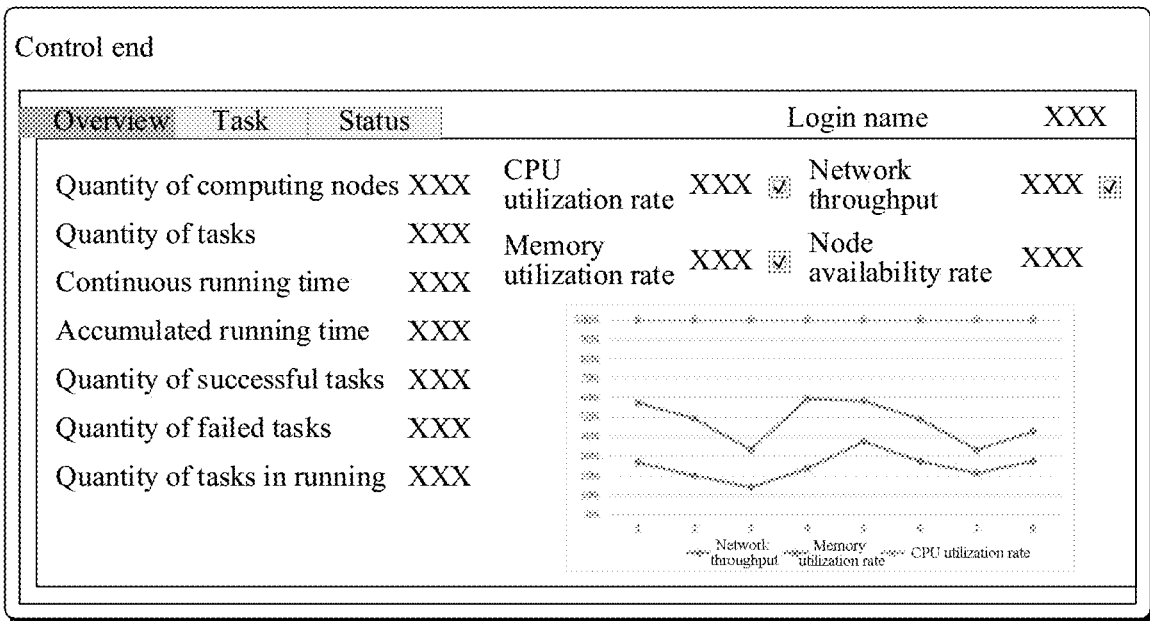 Control end
Overview Task Status Login name XXX
Quantity of computing nodes XXX
Quantity of tasks XXX
Continuous running time XXX
Accumulated running time XXX
Quantity of successful tasks XXX
Quantity of failed tasks XXX
Quantity of tasks in running XXX
CPU
utilization rate XXX
Network
throughput XXX
Memory
utilization rate XXX
Node
availability rate XXX
Network
throughput
Memory
utilization rate
CPU utilization rate